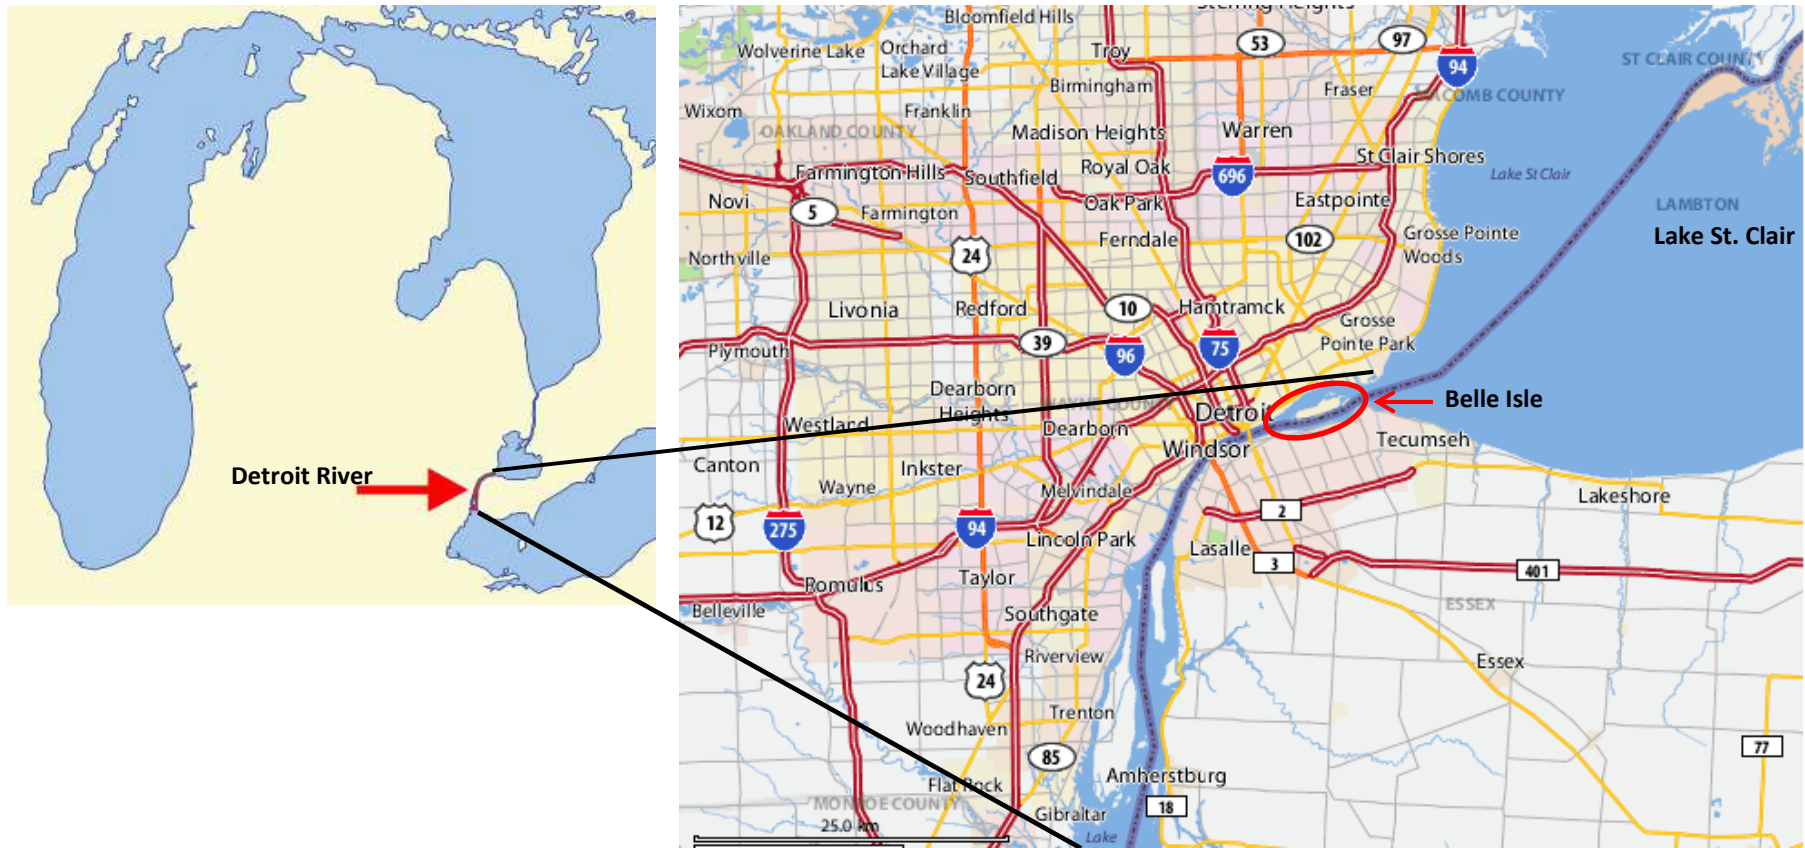 Detroit River
Sterling Heights
Bloomfield Hills
Wolverine Lake
Orchard
Lake Village
Troy
53
97
94
ST CLAIR COUNTY
Birmingham
Fraser
MACOMB COUNTY
Wixom
Franklin
OAKLAND COUNTY
Madison Heights
Warren
St Clair Shores
Farmington Hills
Southfield
Royal Oak
696
Lake St Clair
Novi
5
Farmington
Oak Park
Eastpointe
LAMBTON
Lake St. Clair
Northville
24
Ferndale
102
Grosse Pointe
Woods
Livonia
Redford
10
Hamtramck
Grosse
Pointe Park
Plymouth
39
96
75
Dearborn
Heights
WAYNE COUNTY
Detroit
Belle Isle
Westland
Dearborn
Windsor
Tecumseh
Canton
Inkster
Wayne
Melvindale
Lakeshore
12
275
94
2
Lincoln Park
Lasalle
3
401
Romulus
Taylor
Belleville
Southgate
ESSEX
Riverview
Essex
24
Trenton
Woodhaven
85
77
Amherstburg
Flat Rock
MONROE COUNTY
Gibraltar
18
25.0 km
Lake